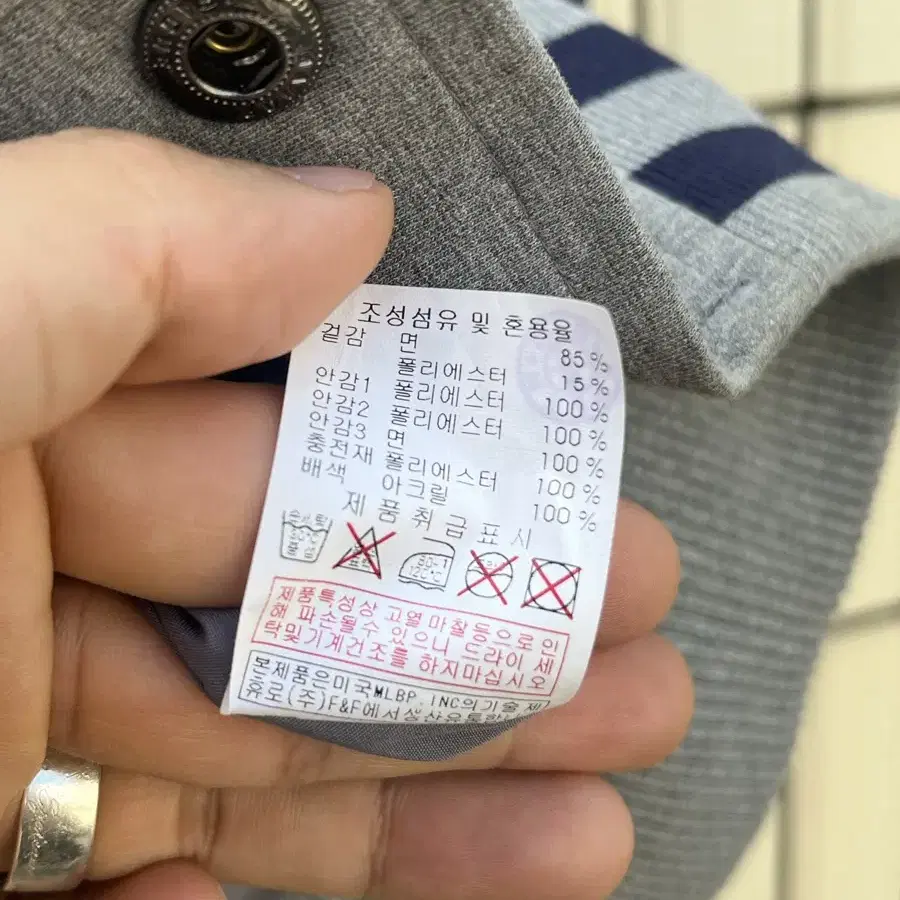 조성섬유 및 혼용율
겉감 면 85 %
폴리에스터 15 %
안감1 폴리에스터 100 %
안감2 폴리에스터 100 %
안감3 면 100 %
충전재 폴리에스터 100 %
배색 아크릴 100 %
제 품 취 급 표 시
80-120℃
제품특성상 고열 마찰등으로인
해 파손될수 있으니 드라이 세
탁및기계건조를 하지마십시오
본제품은미국MLBP, INC의기술 제
휴로(주)F&F에서생산유통합